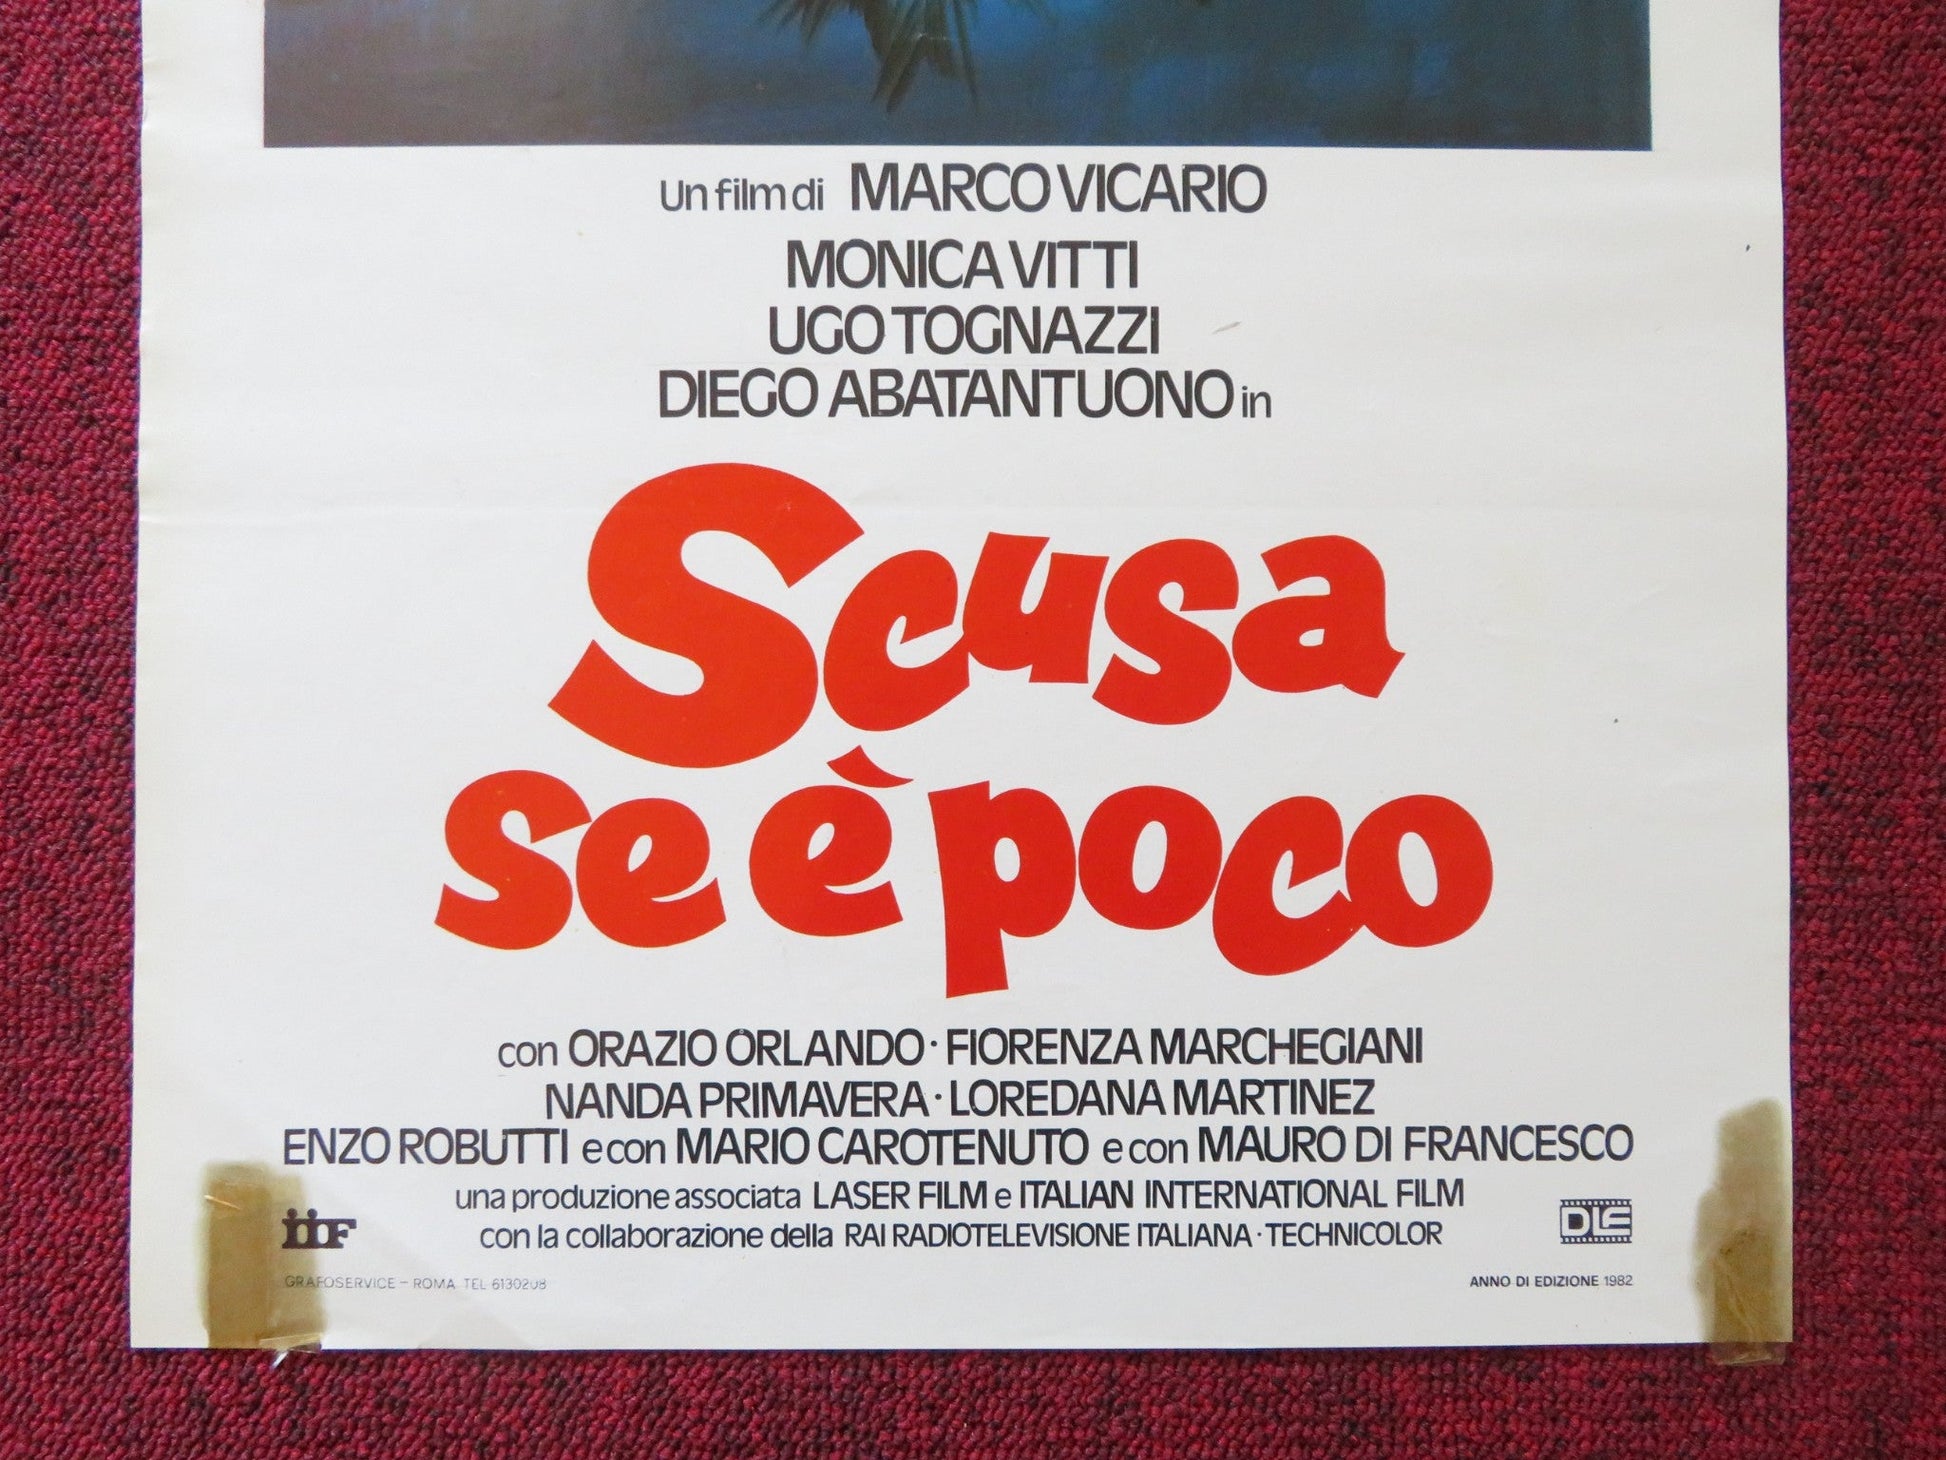 Un film di MARCO VICARIO
MONICA VITTI
UGO TOGNAZZI
DIEGO ABATANTUONO in
Scusa
se è poco
con ORAZIO ORLANDO · FIORENZA MARCHEGIANI
NANDA PRIMAVERA · LOREDANA MARTINEZ
ENZO ROBUTTI e con MARIO CAROTENUTO e con MAURO DI FRANCESCO
una produzione associata LASER FILM e ITALIAN INTERNATIONAL FILM
con la collaborazione della RAI RADIOTELEVISIONE ITALIANA · TECHNICOLOR
iiF
DLS
GRAFOSERVICE – ROMA TEL 6130208
ANNO DI EDIZIONE 1982